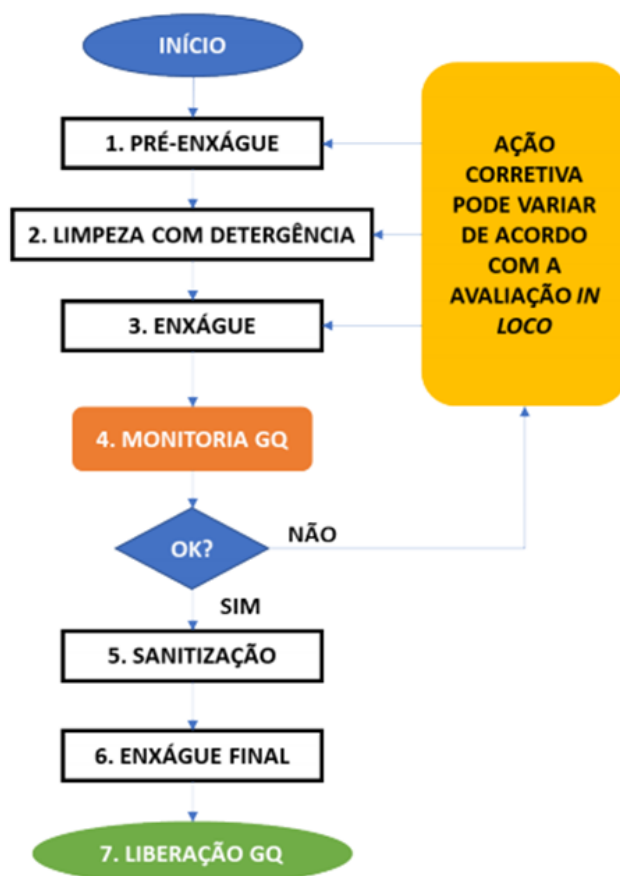 INÍCIO
1. PRÉ-ENXÁGUE
2. LIMPEZA COM DETERGÊNCIA
3. ENXÁGUE
4. MONITORIA GQ
OK?
NÃO
AÇÃO
CORRETIVA
PODE VARIAR
DE ACORDO
COM A
AVALIAÇÃO IN
LOCO
SIM
5. SANITIZAÇÃO
6. ENXÁGUE FINAL
7. LIBERAÇÃO GQ